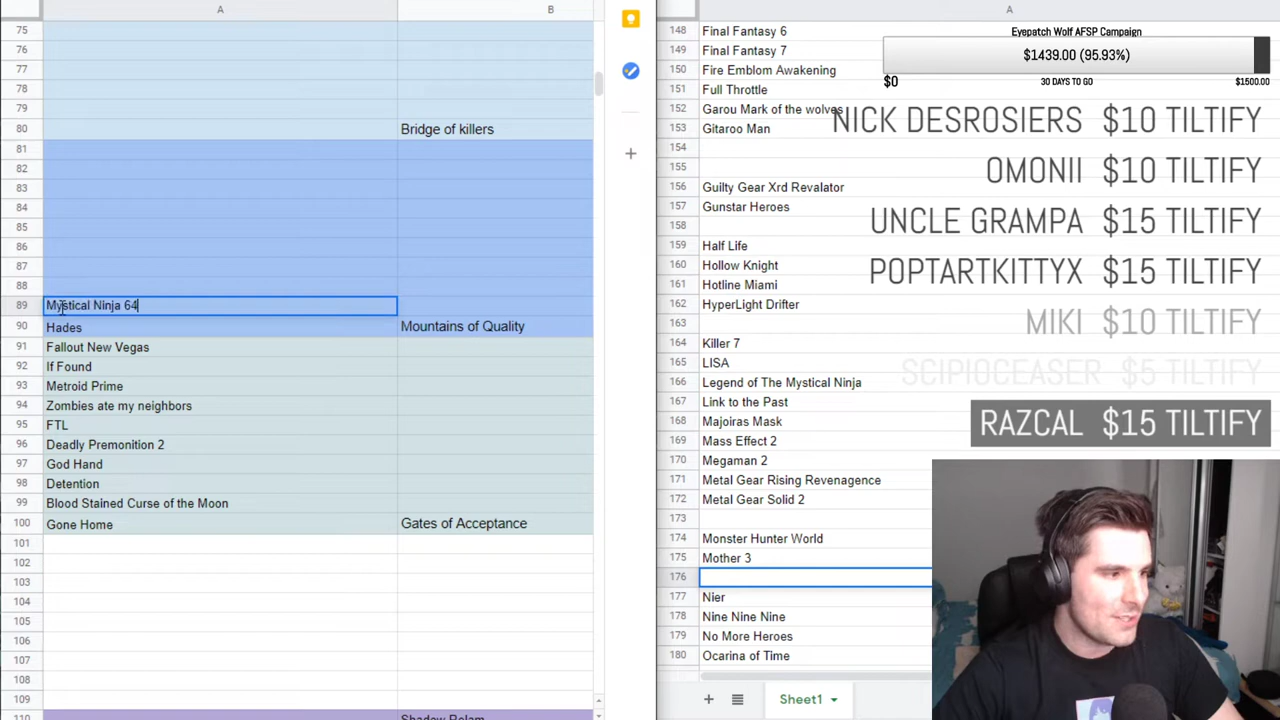 A
B
75
76
77
78
79
80 Bridge of killers
81
82
83
84
85
86
87
88
89 Mystical Ninja 64
90 Hades Mountains of Quality
91 Fallout New Vegas
92 If Found
93 Metroid Prime
94 Zombies ate my neighbors
95 FTL
96 Deadly Premonition 2
97 God Hand
98 Detention
99 Blood Stained Curse of the Moon
100 Gone Home Gates of Acceptance
101
102
103
104
105
106
107
108
109
110 Shadow Relam
A
148 Final Fantasy 6
149 Final Fantasy 7
150 Fire Emblom Awakening
151 Full Throttle
152 Garou Mark of the wolves
153 Gitaroo Man
154
155
156 Guilty Gear Xrd Revalator
157 Gunstar Heroes
158
159 Half Life
160 Hollow Knight
161 Hotline Miami
162 HyperLight Drifter
163
164 Killer 7
165 LISA
166 Legend of The Mystical Ninja
167 Link to the Past
168 Majoiras Mask
169 Mass Effect 2
170 Megaman 2
171 Metal Gear Rising Revenagence
172 Metal Gear Solid 2
173
174 Monster Hunter World
175 Mother 3
176
177 Nier
178 Nine Nine Nine
179 No More Heroes
180 Ocarina of Time
Sheet1
Eyepatch Wolf AFSP Campaign
$1439.00 (95.93%)
$0 30 DAYS TO GO $1500.00
NICK DESROSIERS $10 TILTIFY
OMONII $10 TILTIFY
UNCLE GRAMPA $15 TILTIFY
POPTARTKITTYX $15 TILTIFY
MIKI $10 TILTIFY
SCIPIOCEASER $5 TILTIFY
RAZCAL $15 TILTIFY